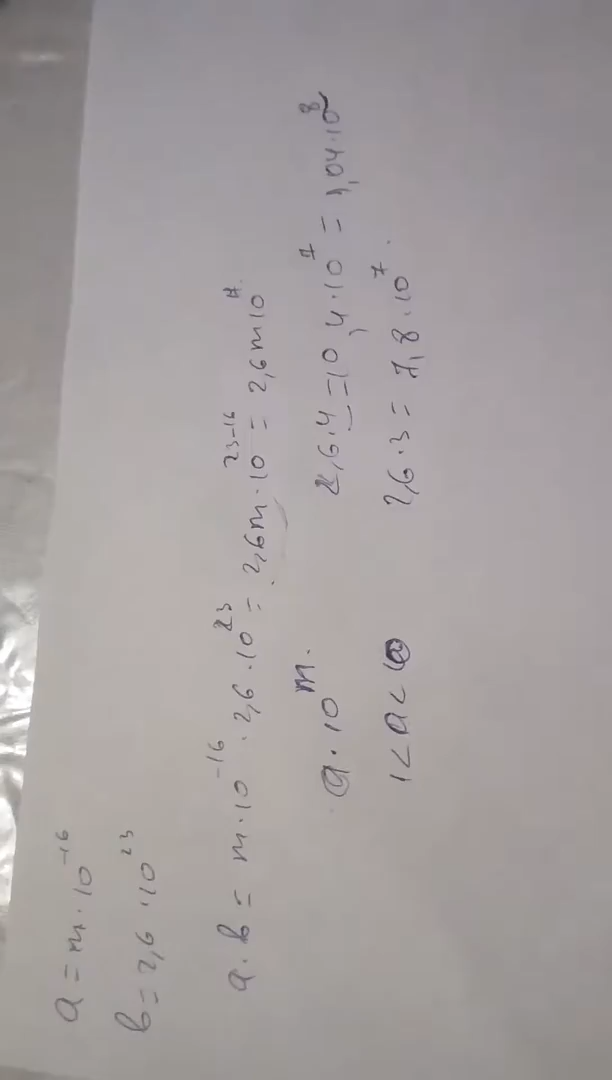 a = m · 10^-16
b = 2,6 · 10^23
a · b = m · 10^-16 · 2,6 · 10^23 = 2,6m · 10^23-16 = 2,6m10^7
a · 10^m.
2,6·4 = 10,4·10^7 = 1,04·10^8
1 < a < 10
2,6·3 = 7,8·10^7.